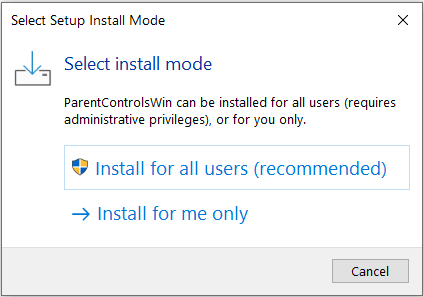 Select Setup Install Mode
Select install mode
ParentControlsWin can be installed for all users (requires
administrative privileges), or for you only.
Install for all users (recommended)
Install for me only
Cancel